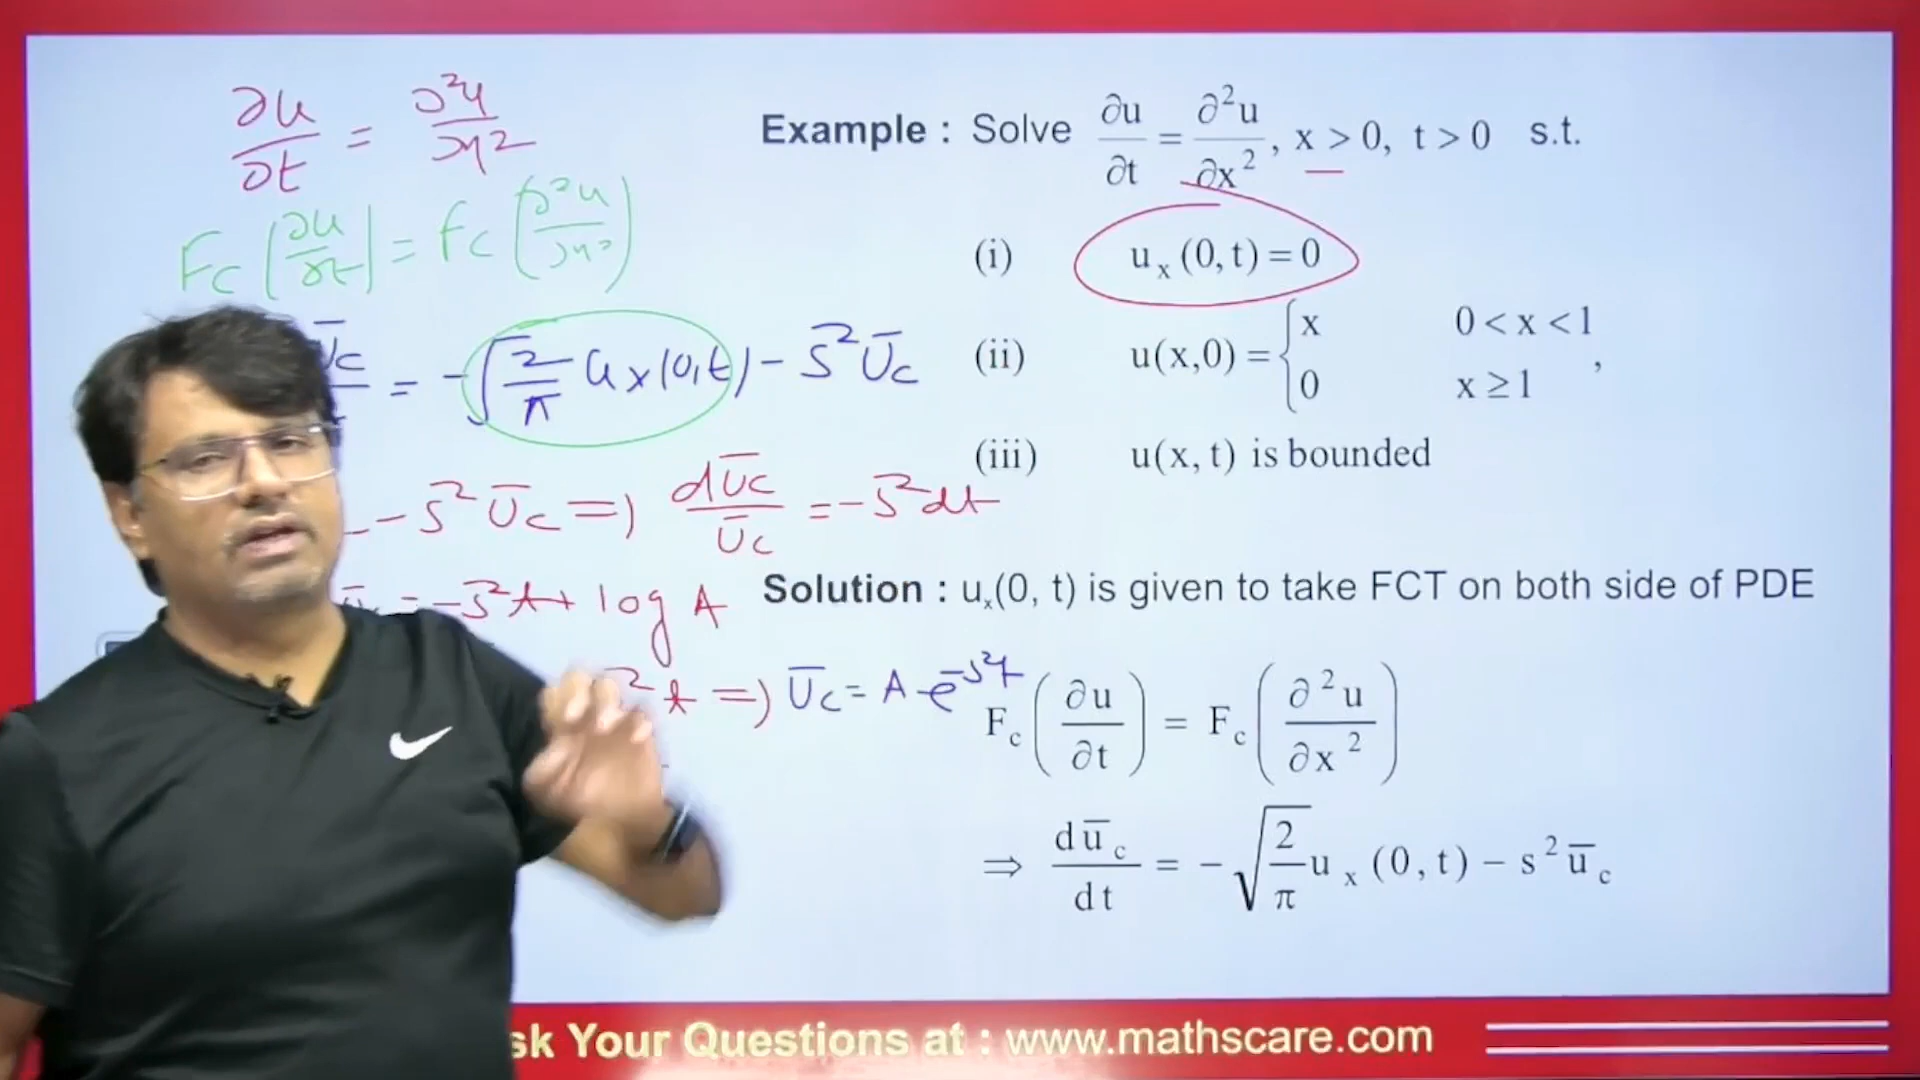 ∂u/∂t = ∂²u/∂x²
Fc (∂u/∂t) = Fc (∂²u/∂x²)
Ūc = -√(2/π) ux(0,t) - S²Ūc
- S²Ūc => dŪc/Ūc = -S²dt
= -S²t + log A
²t => Ūc = A e^(-s²t)
Example : Solve ∂u/∂t = ∂²u/∂x², x > 0, t > 0 s.t.
(i) uₓ(0, t) = 0
(ii) u(x,0) = { x 0 < x < 1
0 x ≥ 1 ,
(iii) u(x, t) is bounded
Solution : uₓ(0, t) is given to take FCT on both side of PDE
F_c (∂u/∂t) = F_c (∂²u/∂x²)
⇒ dū_c/dt = -√(2/π) uₓ(0,t) - s²ū_c
sk Your Questions at : www.mathscare.com